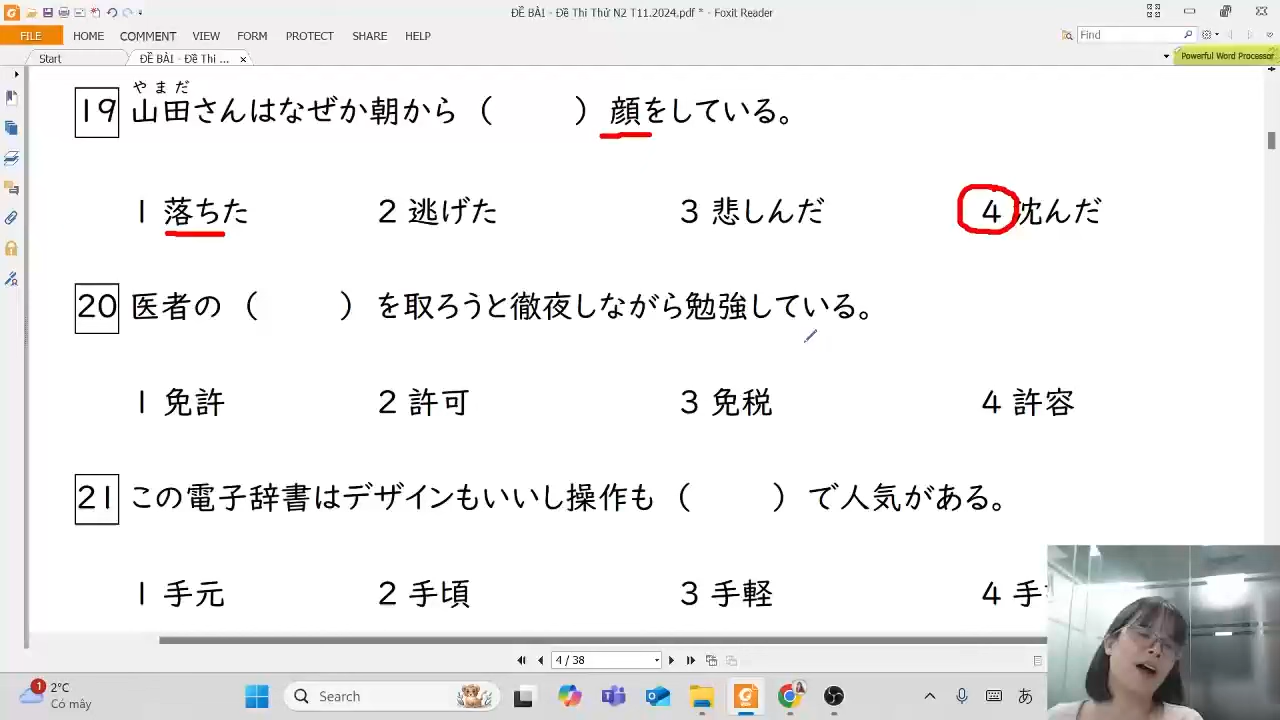 ĐỀ BÀI - Đề Thi Thử N2 T11.2024.pdf * - Foxit Reader
FILE HOME COMMENT VIEW FORM PROTECT SHARE HELP Find
Start ĐỀ BÀI - Đề Thi ... × Powerful Word Processor
やまだ
19 山田さんはなぜか朝から ( ) 顔をしている。
1 落ちた 2 逃げた 3 悲しんだ 4 沈んだ
20 医者の ( ) を取ろうと徹夜しながら勉強している。
1 免許 2 許可 3 免税 4 許容
21 この電子辞書はデザインもいいし操作も ( ) で人気がある。
1 手元 2 手頃 3 手軽 4 手
4 / 38
1 2°C
Có mây
Search
あ